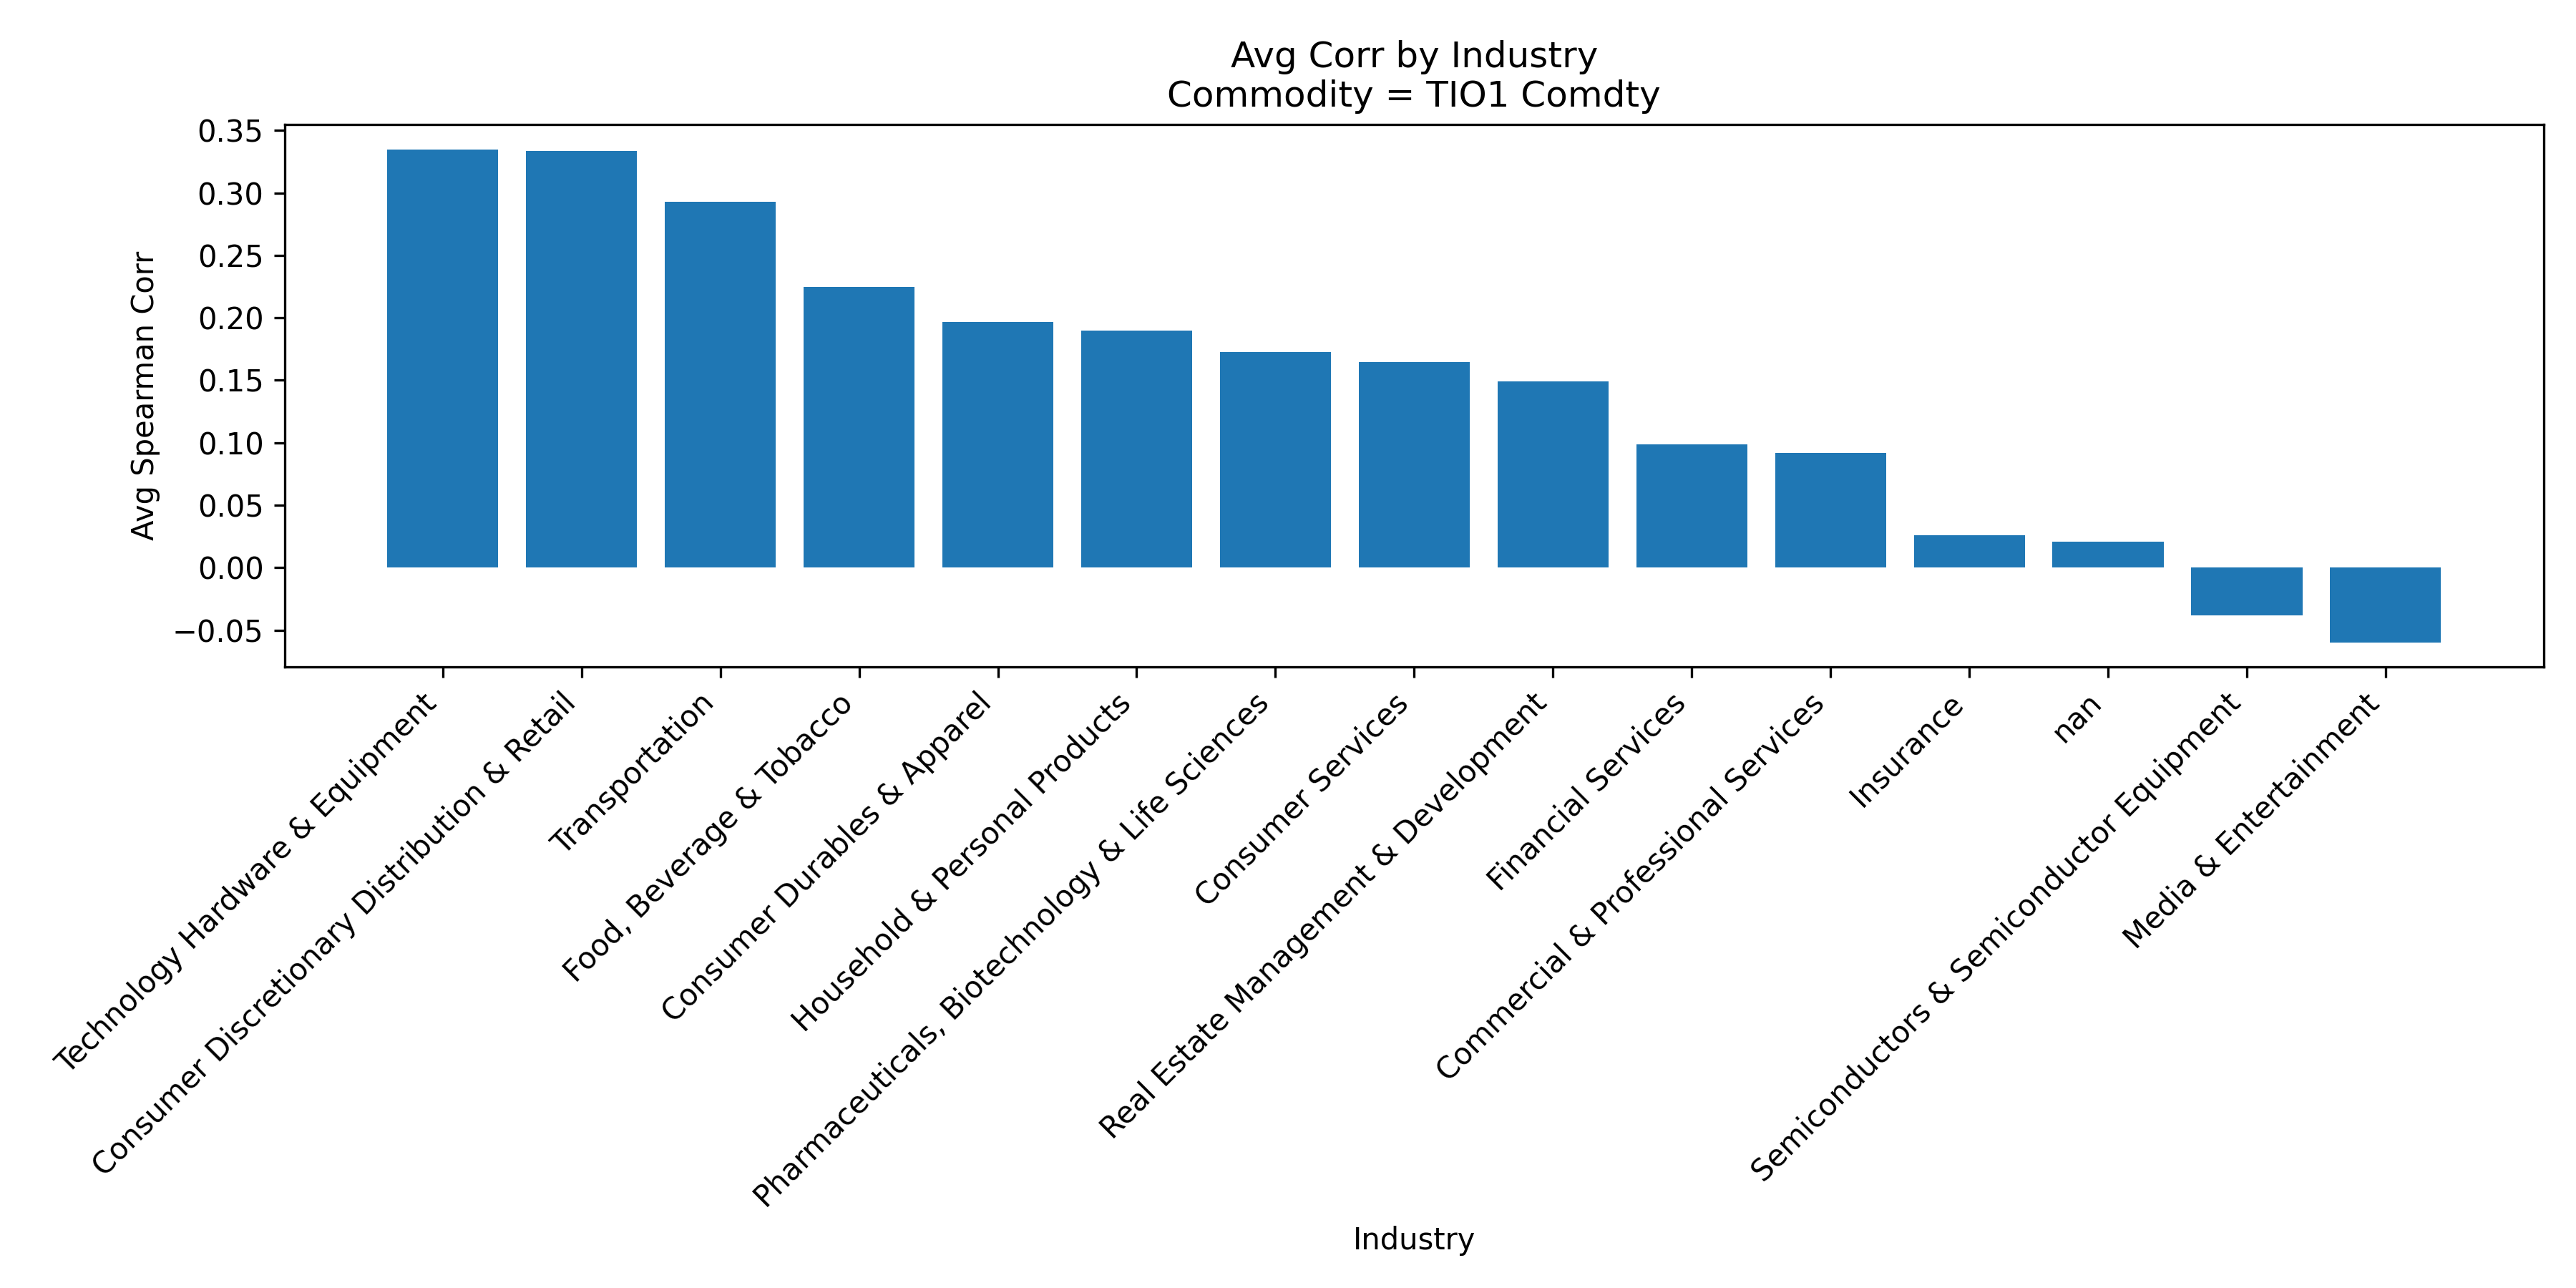 Avg Corr by Industry
Commodity = TIO1 Comdty
Avg Spearman Corr
0.35
0.30
0.25
0.20
0.15
0.10
0.05
0.00
−0.05
Technology Hardware & Equipment
Consumer Discretionary Distribution & Retail
Transportation
Food, Beverage & Tobacco
Consumer Durables & Apparel
Household & Personal Products
Pharmaceuticals, Biotechnology & Life Sciences
Consumer Services
Real Estate Management & Development
Financial Services
Commercial & Professional Services
Insurance
nan
Semiconductors & Semiconductor Equipment
Media & Entertainment
Industry